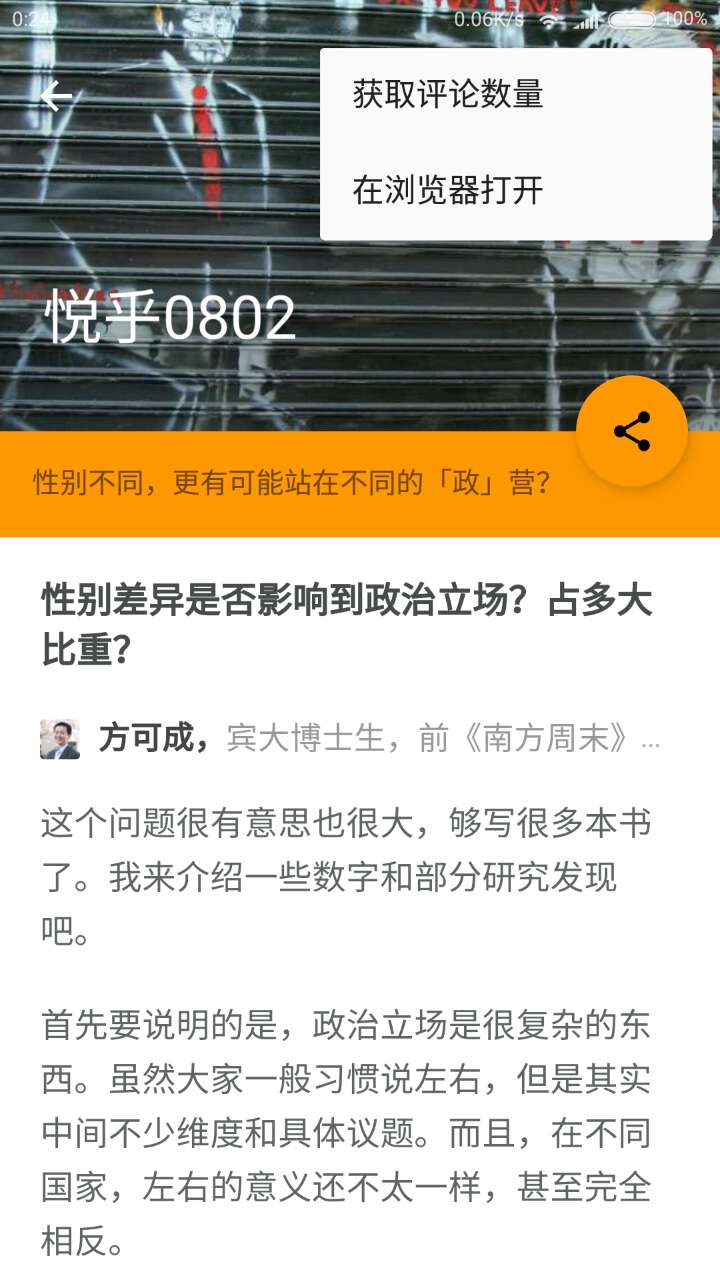 0:24
0.06K/s
100%
获取评论数量
在浏览器打开
悦乎0802
性别不同，更有可能站在不同的「政」营？
性别差异是否影响到政治立场？占多大
比重？
方可成，宾大博士生，前《南方周末》...
这个问题很有意思也很大，够写很多本书
了。我来介绍一些数字和部分研究发现
吧。
首先要说明的是，政治立场是很复杂的东
西。虽然大家一般习惯说左右，但是其实
中间不少维度和具体议题。而且，在不同
国家，左右的意义还不太一样，甚至完全
相反。